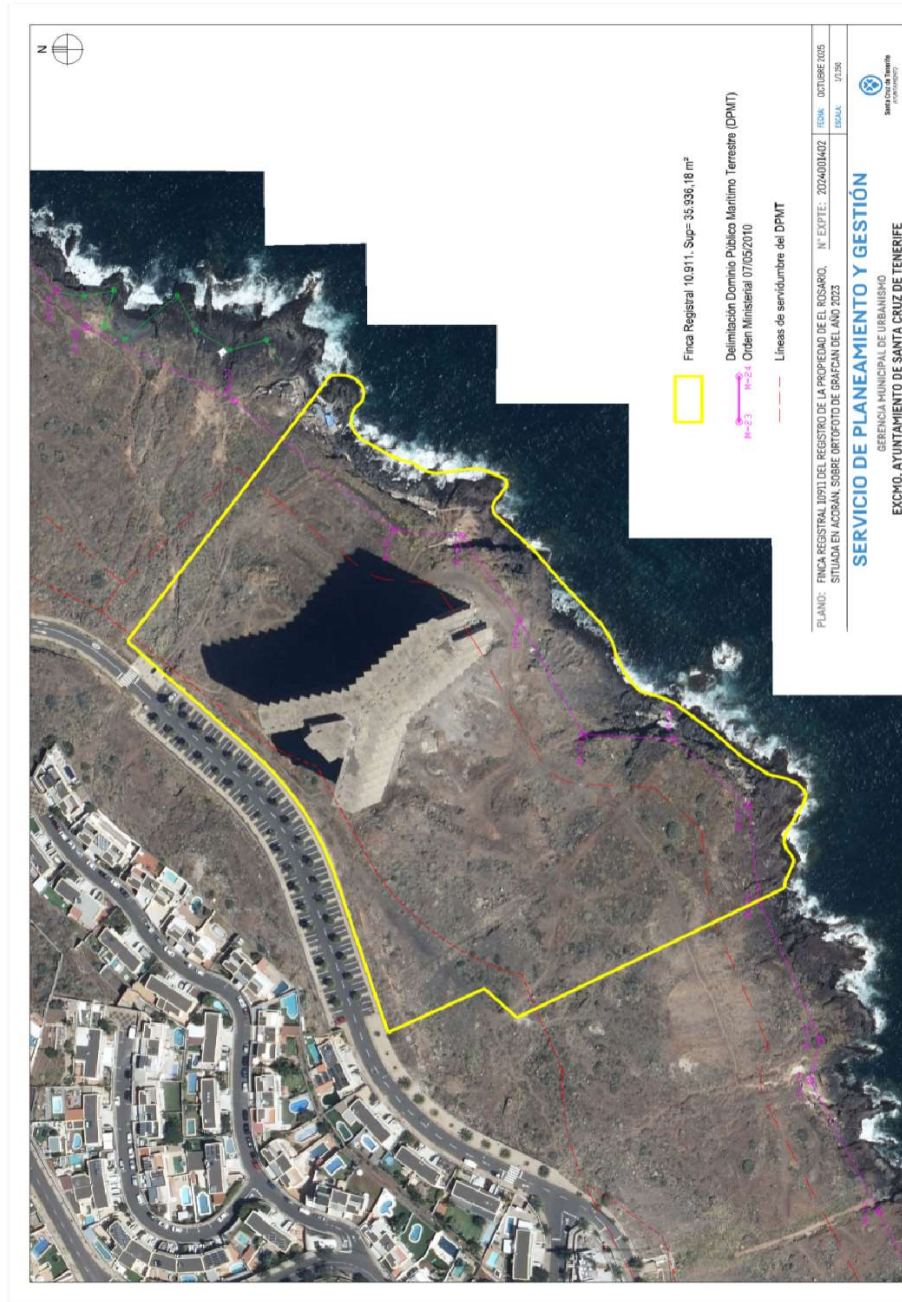 N
Finca Registral 10.911. Sup= 35.936,18 m²
M-23 M-24
Delimitación Dominio Público Marítimo Terrestre (DPMT)
Orden Ministerial 07/05/2010
Líneas de servidumbre del DPMT
PLANO: FINCA REGISTRAL 10911 DEL REGISTRO DE LA PROPIEDAD DE EL ROSARIO,
SITUADA EN ACORÁN, SOBRE ORTOFOTO DE GRAFCAN DEL AÑO 2023
Nº EXPTE: 2024001402
FECHA: OCTUBRE 2025
ESCALA: 1/1.250
SERVICIO DE PLANEAMIENTO Y GESTIÓN
GERENCIA MUNICIPAL DE URBANISMO
EXCMO. AYUNTAMIENTO DE SANTA CRUZ DE TENERIFE
Santa Cruz de Tenerife
AYUNTAMIENTO